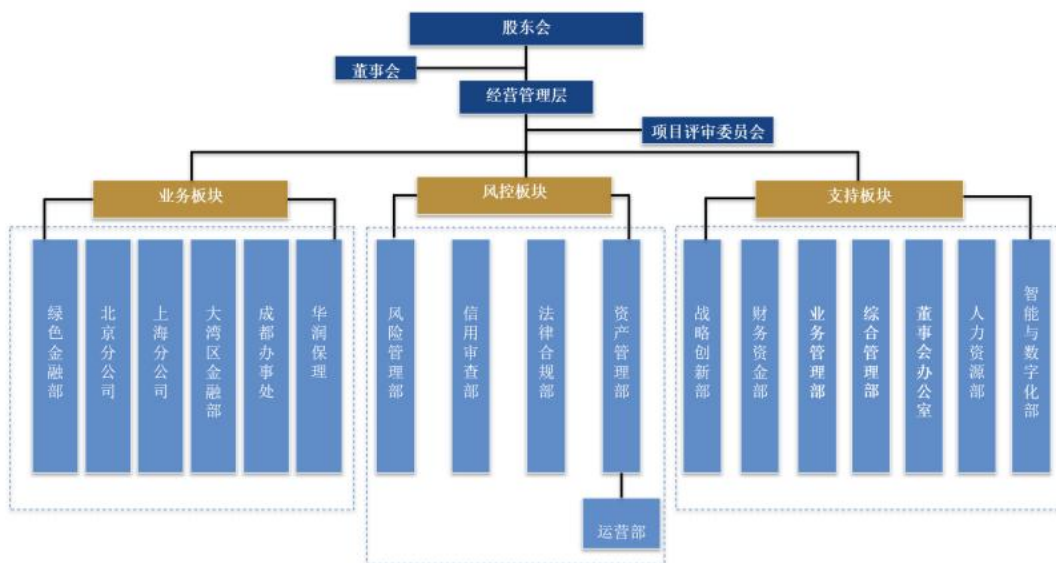 股东会
董事会
经营管理层
项目评审委员会
业务板块
风控板块
支持板块
绿色金融部
北京分公司
上海分公司
大湾区金融部
成都办事处
华润保理
风险管理部
信用审查部
法律合规部
资产管理部
战略创新部
财务资金部
业务管理部
综合管理部
董事会办公室
人力资源部
智能与数字化部
运营部